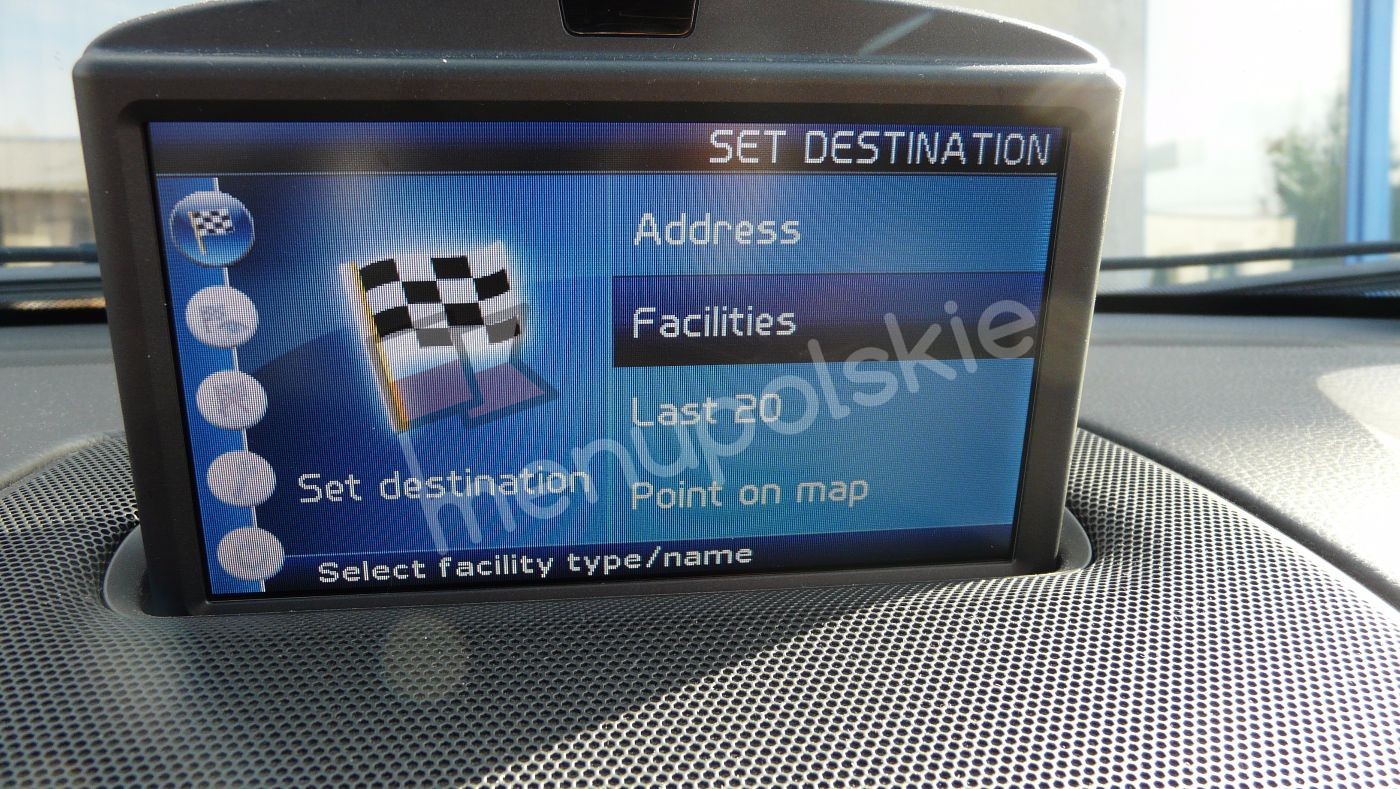 SET DESTINATION
Address
Facilities
Last 20
Point on map
Set destination
Select facility type/name
menupolskie